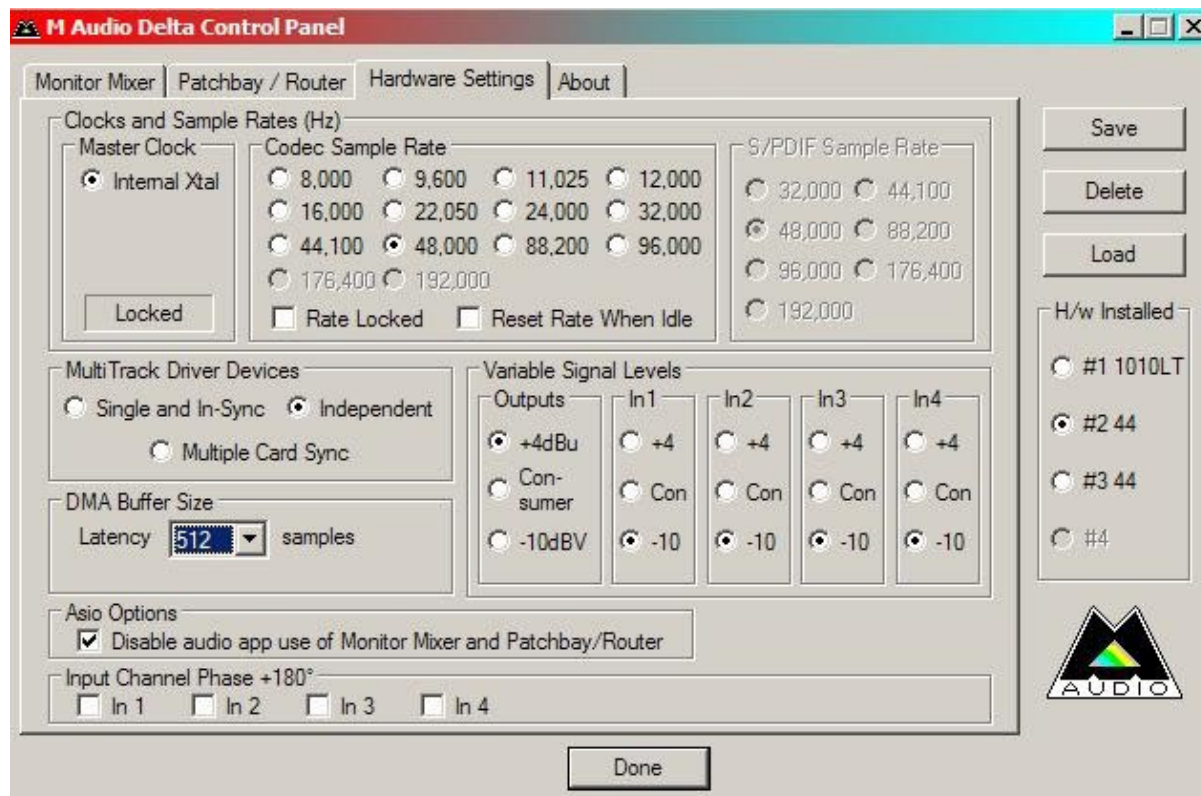 M Audio Delta Control Panel
Monitor Mixer Patchbay / Router Hardware Settings About
Clocks and Sample Rates (Hz)
Master Clock
Internal Xtal
Locked
Codec Sample Rate
8,000 9,600 11,025 12,000
16,000 22,050 24,000 32,000
44,100 48,000 88,200 96,000
176,400 192,000
Rate Locked Reset Rate When Idle
S/PDIF Sample Rate
32,000 44,100
48,000 88,200
96,000 176,400
192,000
MultiTrack Driver Devices
Single and In-Sync Independent
Multiple Card Sync
DMA Buffer Size
Latency 512 samples
Variable Signal Levels
Outputs In1 In2 In3 In4
+4dBu +4 +4 +4 +4
Con-
sumer Con Con Con Con
-10dBV -10 -10 -10 -10
Asio Options
Disable audio app use of Monitor Mixer and Patchbay/Router
Input Channel Phase +180°
In 1 In 2 In 3 In 4
Save
Delete
Load
H/w Installed
#1 1010LT
#2 44
#3 44
#4
AUDIO
Done